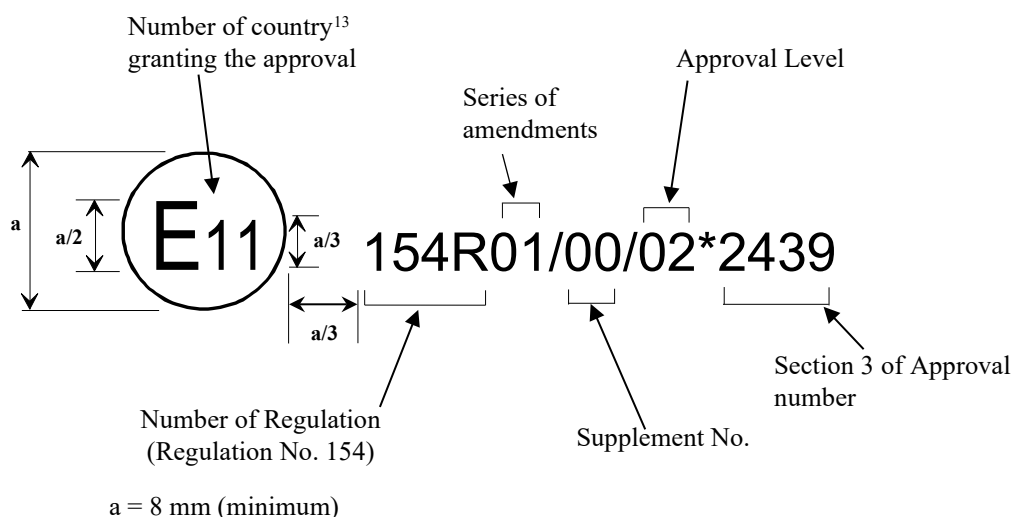 Number of country¹³
granting the approval
Approval Level
Series of
amendments
a
a/2
E11
a/3
154R01/00/02*2439
a/3
Section 3 of Approval
number
Number of Regulation
(Regulation No. 154)
Supplement No.
a = 8 mm (minimum)